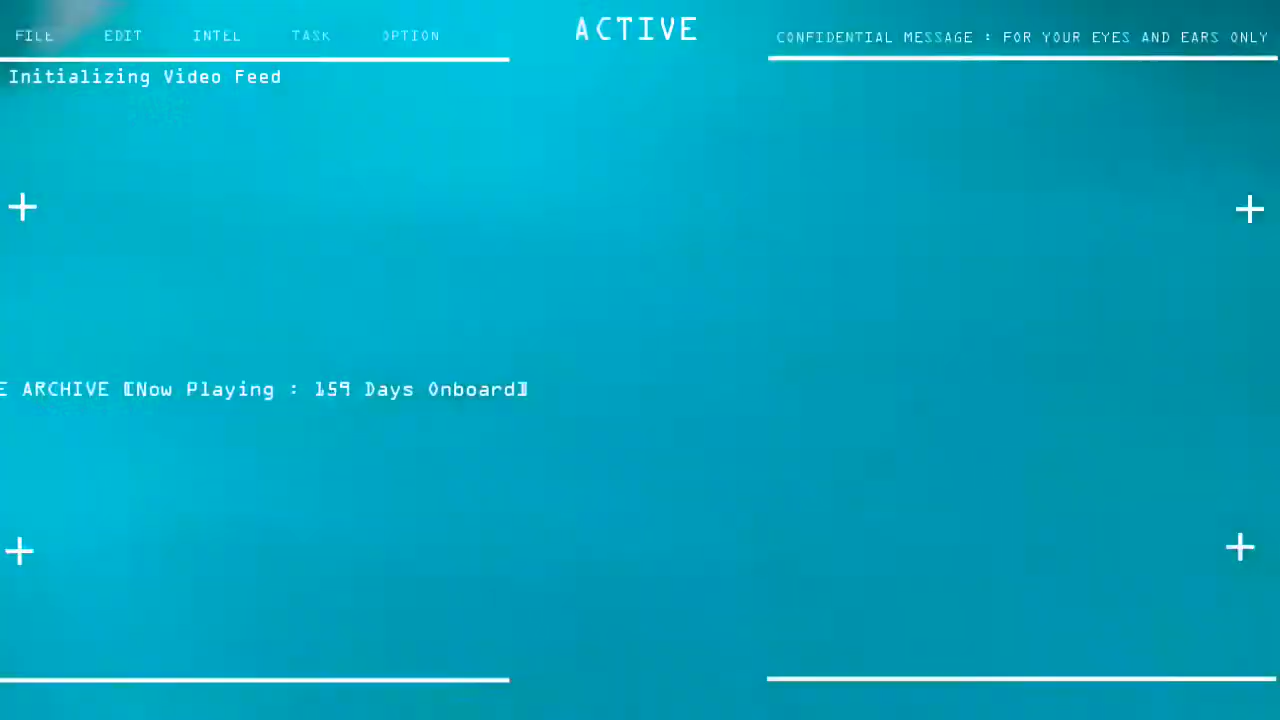 FILE EDIT INTEL TASK OPTION
ACTIVE
CONFIDENTIAL MESSAGE : FOR YOUR EYES AND EARS ONLY
Initializing Video Feed
E ARCHIVE [Now Playing : 159 Days Onboard]